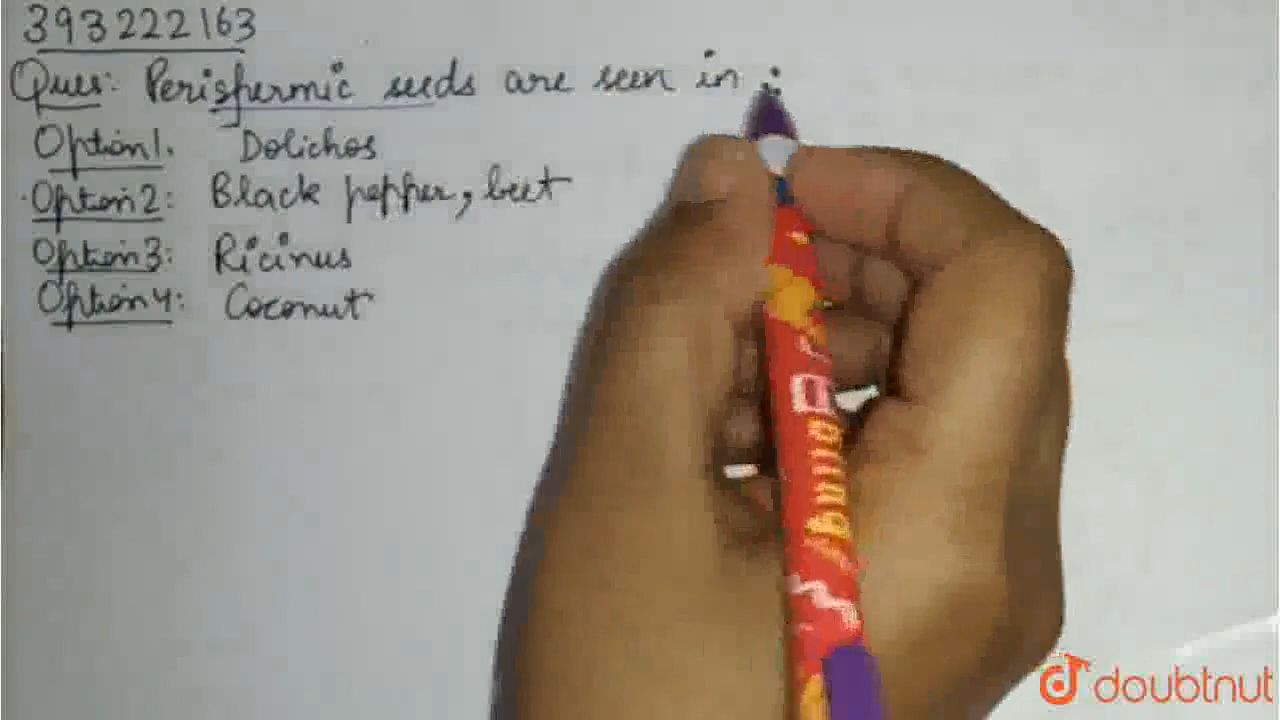 393222163
Ques: Perispermic seeds are seen in :
Option1. Dolichos
Option2: Black pepper, beet
Option3: Ricinus
Option4: Coconut
doubtnut